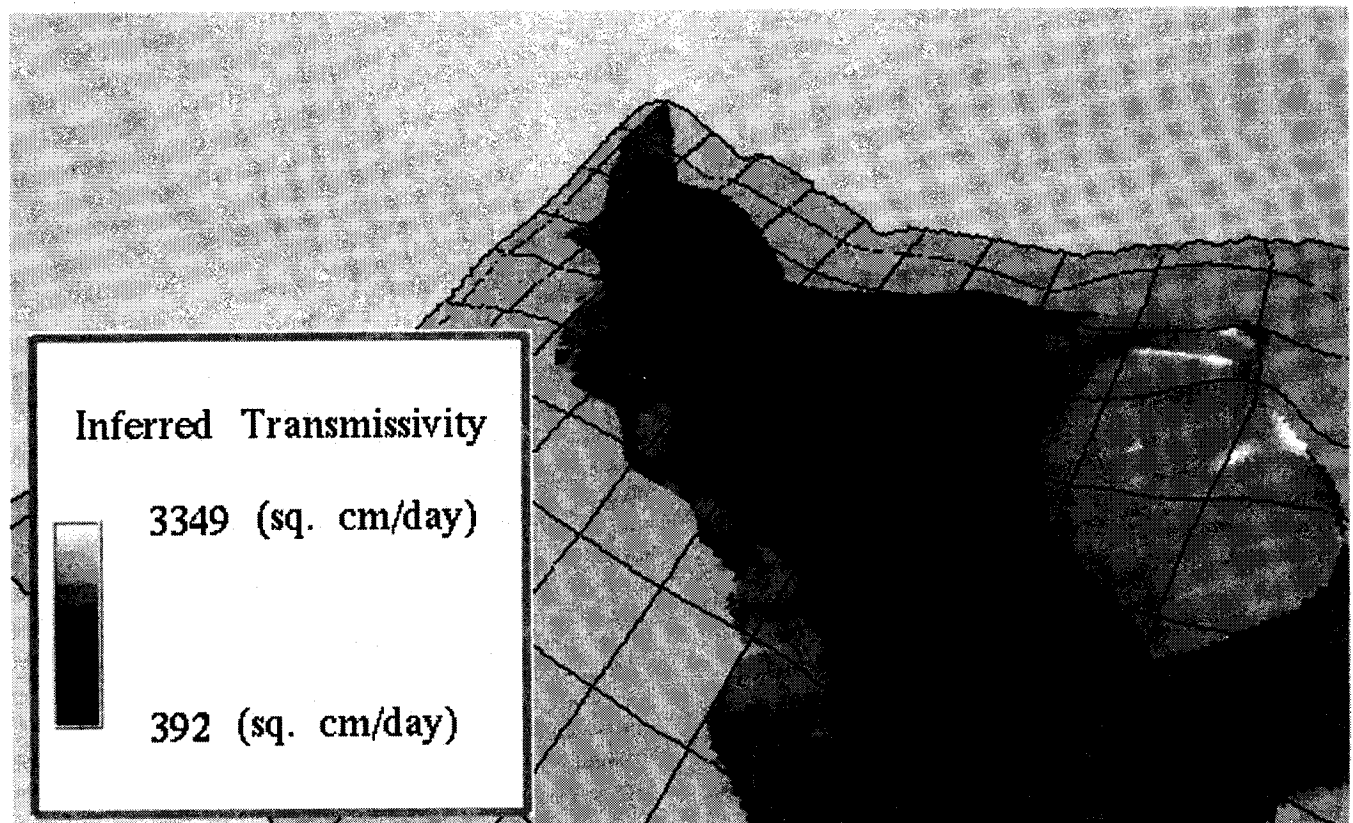 Inferred Transmissivity
3349 (sq. cm/day)
392 (sq. cm/day)